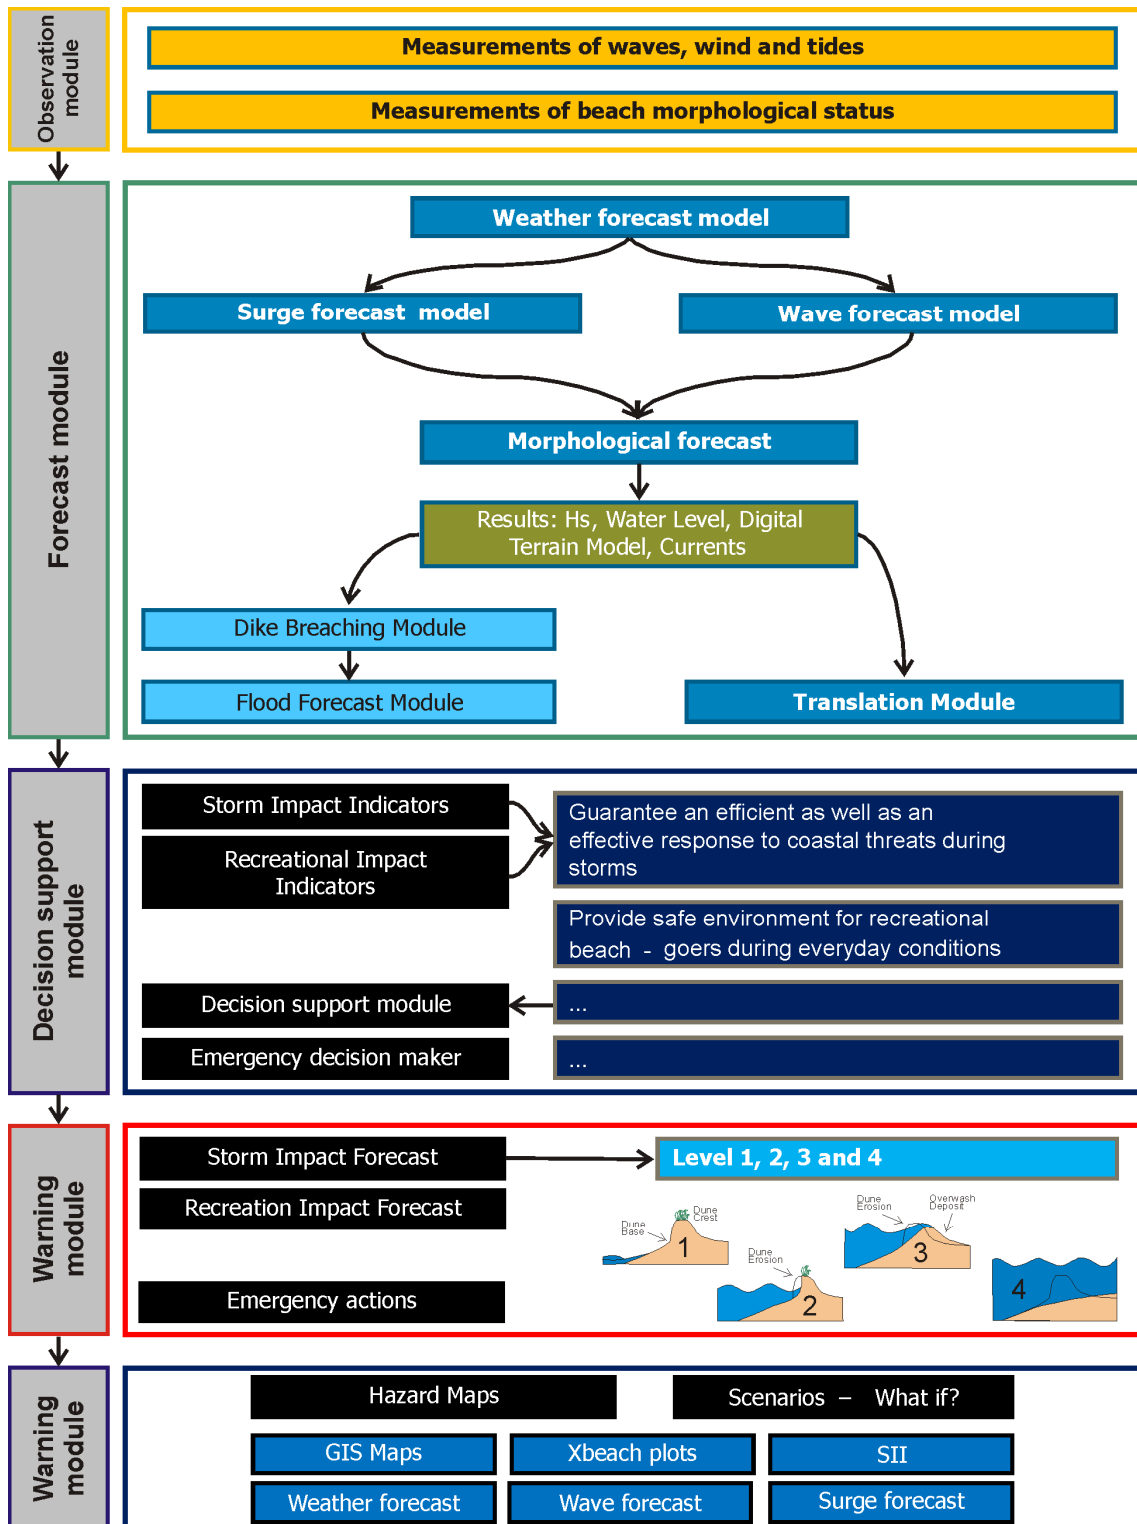 Observation
module
Measurements of waves, wind and tides
Measurements of beach morphological status
Forecast module
Weather forecast model
Surge forecast model
Wave forecast model
Morphological forecast
Results: Hs, Water Level, Digital
Terrain Model, Currents
Dike Breaching Module
Flood Forecast Module
Translation Module
Decision support
module
Storm Impact Indicators
Recreational Impact
Indicators
Guarantee an efficient as well as an
effective response to coastal threats during
storms
Provide safe environment for recreational
beach - goers during everyday conditions
Decision support module
...
Emergency decision maker
...
Warning
module
Storm Impact Forecast
Level 1, 2, 3 and 4
Recreation Impact Forecast
Emergency actions
Dune
Base
Dune
Crest
1
Dune
Erosion
2
Dune
Erosion
Overwash
Deposit
3
4
Warning
module
Hazard Maps
Scenarios – What if?
GIS Maps
Xbeach plots
SII
Weather forecast
Wave forecast
Surge forecast